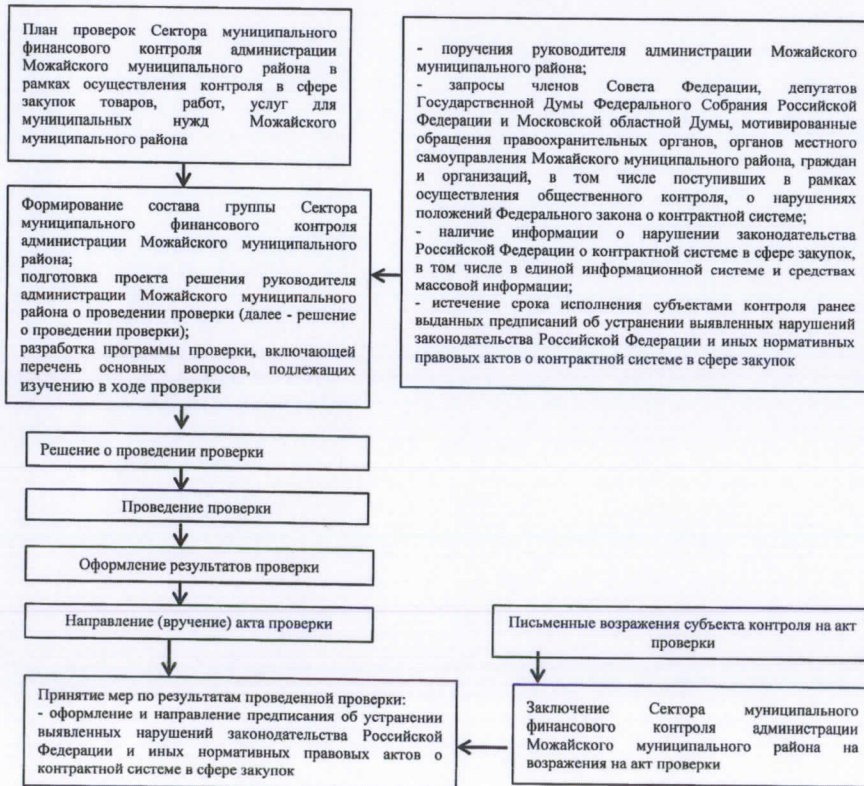 План проверок Сектора муниципального
финансового контроля администрации
Можайского муниципального района в
рамках осуществления контроля в сфере
закупок товаров, работ, услуг для
муниципальных нужд Можайского
муниципального района
- поручения руководителя администрации Можайского
муниципального района;
- запросы членов Совета Федерации, депутатов
Государственной Думы Федерального Собрания Российской
Федерации и Московской областной Думы, мотивированные
обращения правоохранительных органов, органов местного
самоуправления Можайского муниципального района, граждан
и организаций, в том числе поступивших в рамках
осуществления общественного контроля, о нарушениях
положений Федерального закона о контрактной системе;
- наличие информации о нарушении законодательства
Российской Федерации о контрактной системе в сфере закупок,
в том числе в единой информационной системе и средствах
массовой информации;
- истечение срока исполнения субъектами контроля ранее
выданных предписаний об устранении выявленных нарушений
законодательства Российской Федерации и иных нормативных
правовых актов о контрактной системе в сфере закупок
Формирование состава группы Сектора
муниципального финансового контроля
администрации Можайского муниципального
района;
подготовка проекта решения руководителя
администрации Можайского муниципального
района о проведении проверки (далее - решение
о проведении проверки);
разработка программы проверки, включающей
перечень основных вопросов, подлежащих
изучению в ходе проверки
Решение о проведении проверки
Проведение проверки
Оформление результатов проверки
Направление (вручение) акта проверки
Письменные возражения субъекта контроля на акт
проверки
Принятие мер по результатам проведенной проверки:
- оформление и направление предписания об устранении
выявленных нарушений законодательства Российской
Федерации и иных нормативных правовых актов о
контрактной системе в сфере закупок
Заключение Сектора муниципального
финансового контроля администрации
Можайского муниципального района на
возражения на акт проверки